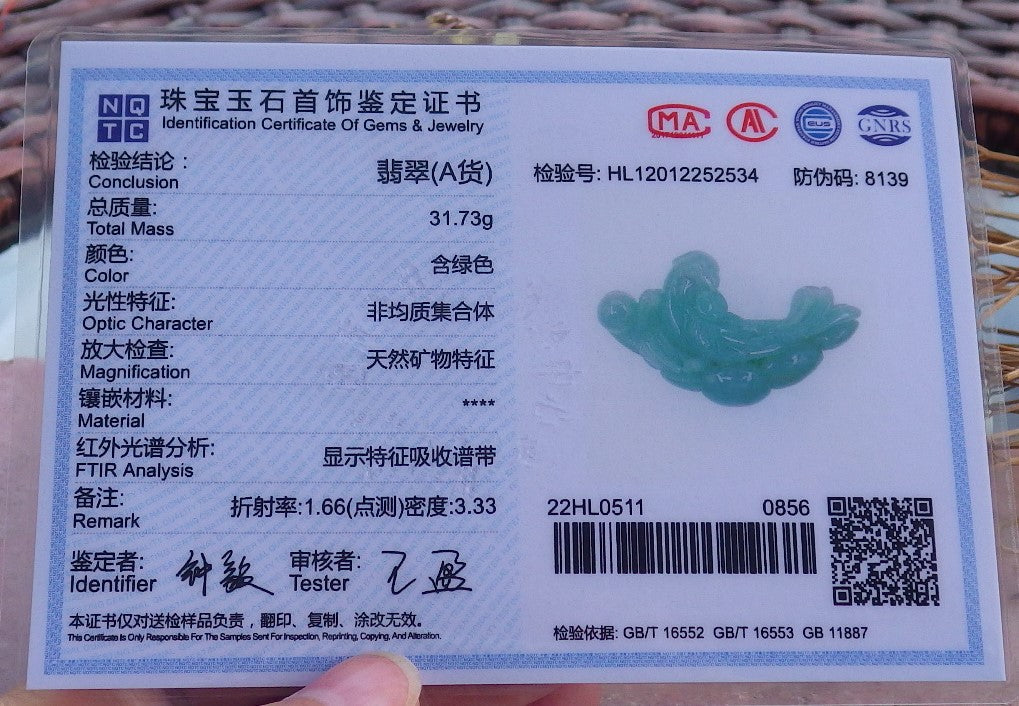 NQTC
珠宝玉石首饰鉴定证书
Identification Certificate Of Gems & Jewelry
检验结论：
翡翠(A货)
Conclusion
总质量:
31.73g
Total Mass
颜色:
含绿色
Color
光性特征:
非均质集合体
Optic Character
放大检查:
天然矿物特征
Magnification
镶嵌材料:
****
Material
红外光谱分析:
显示特征吸收谱带
FTIR Analysis
备注:
折射率:1.66(点测)密度:3.33
Remark
鉴定者:
Identifier
审核者:
Tester
本证书仅对送检样品负责，翻印、复制、涂改无效。
This Certificate Is Only Responsible For The Samples Sent For Inspection, Reprinting, Copying, And Alteration.
MA
AL
EUS
GNRS
检验号: HL12012252534
防伪码: 8139
22HL0511
0856
检验依据: GB/T 16552 GB/T 16553 GB 11887